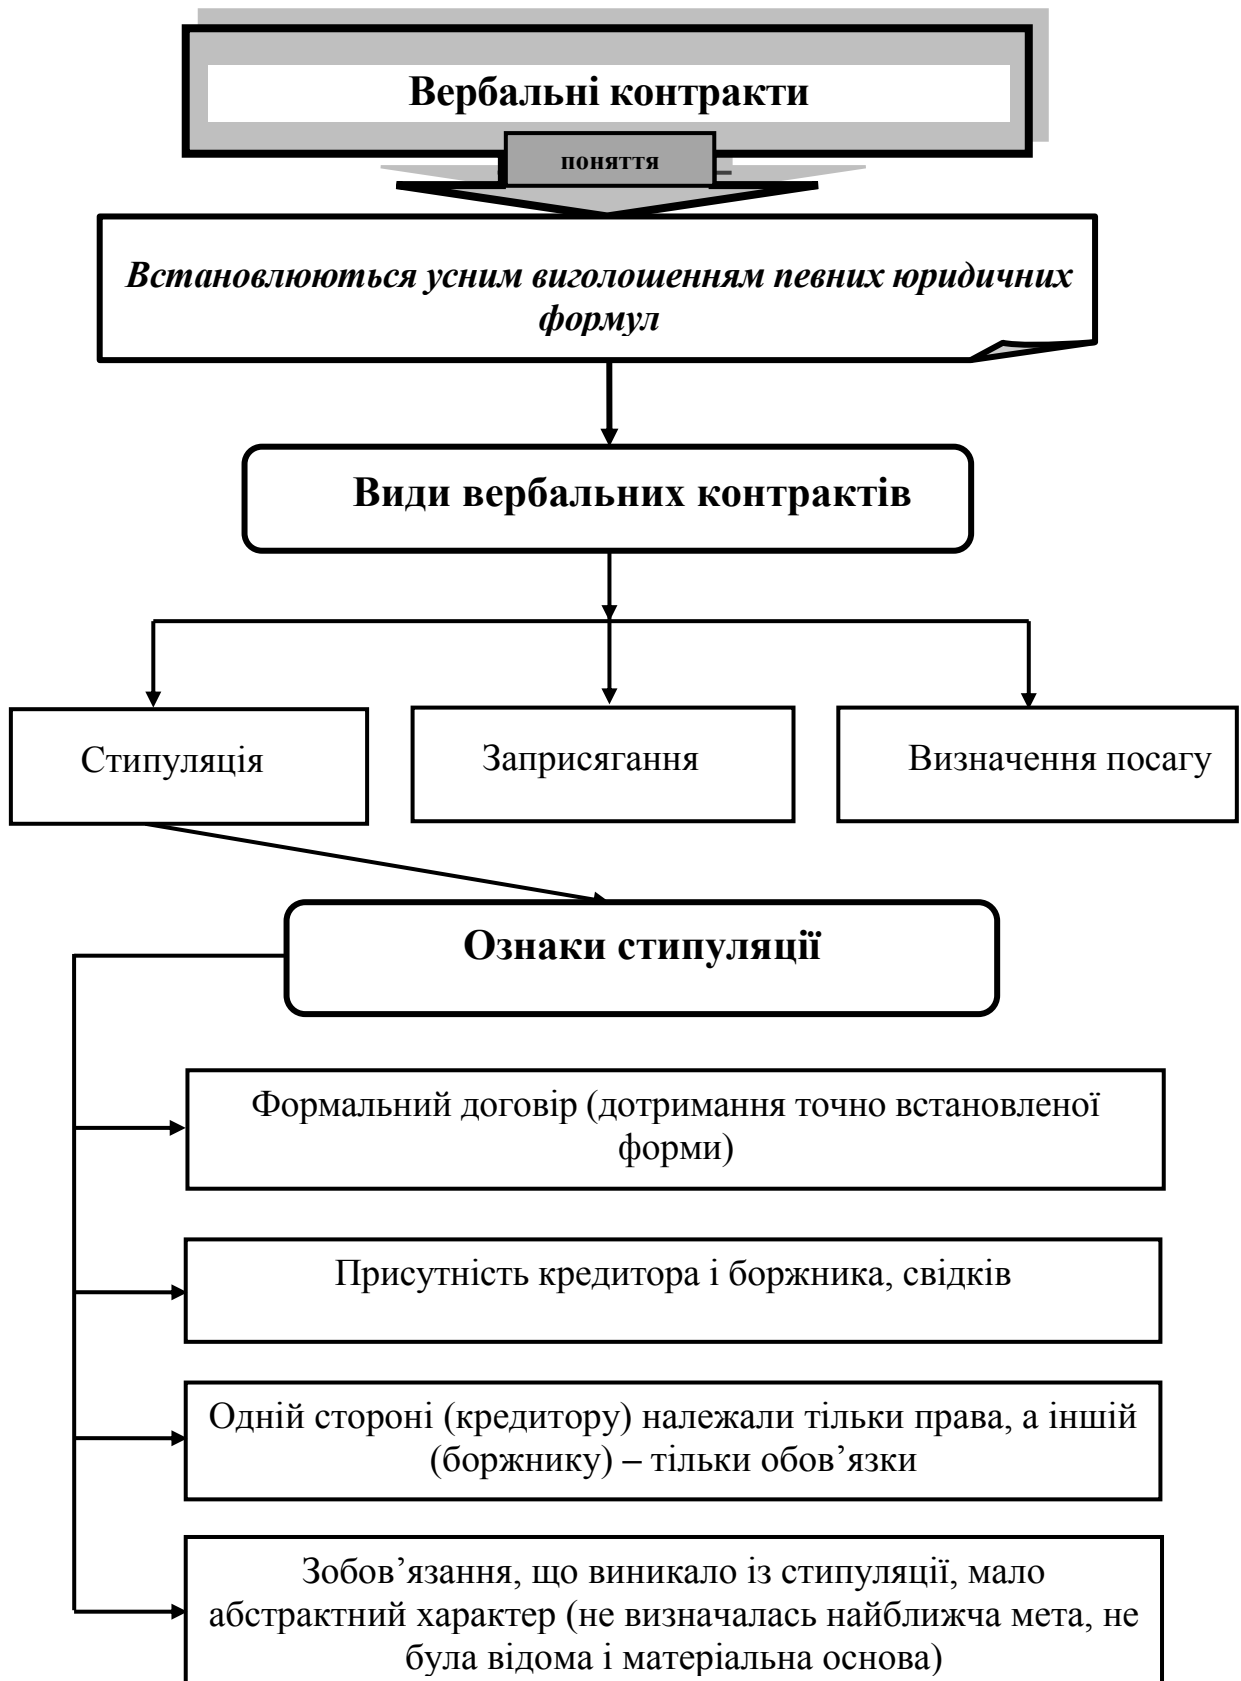 Вербальні контракти
поняття
Встановлюються усним виголошенням певних юридичних
формул
Види вербальних контрактів
Стипуляція
Заприсягання
Визначення посагу
Ознаки стипуляції
Формальний договір (дотримання точно встановленої
форми)
Присутність кредитора і боржника, свідків
Одній стороні (кредитору) належали тільки права, а іншій
(боржнику) – тільки обов’язки
Зобов’язання, що виникало із стипуляції, мало
абстрактний характер (не визначалась найближча мета, не
була відома і матеріальна основа)